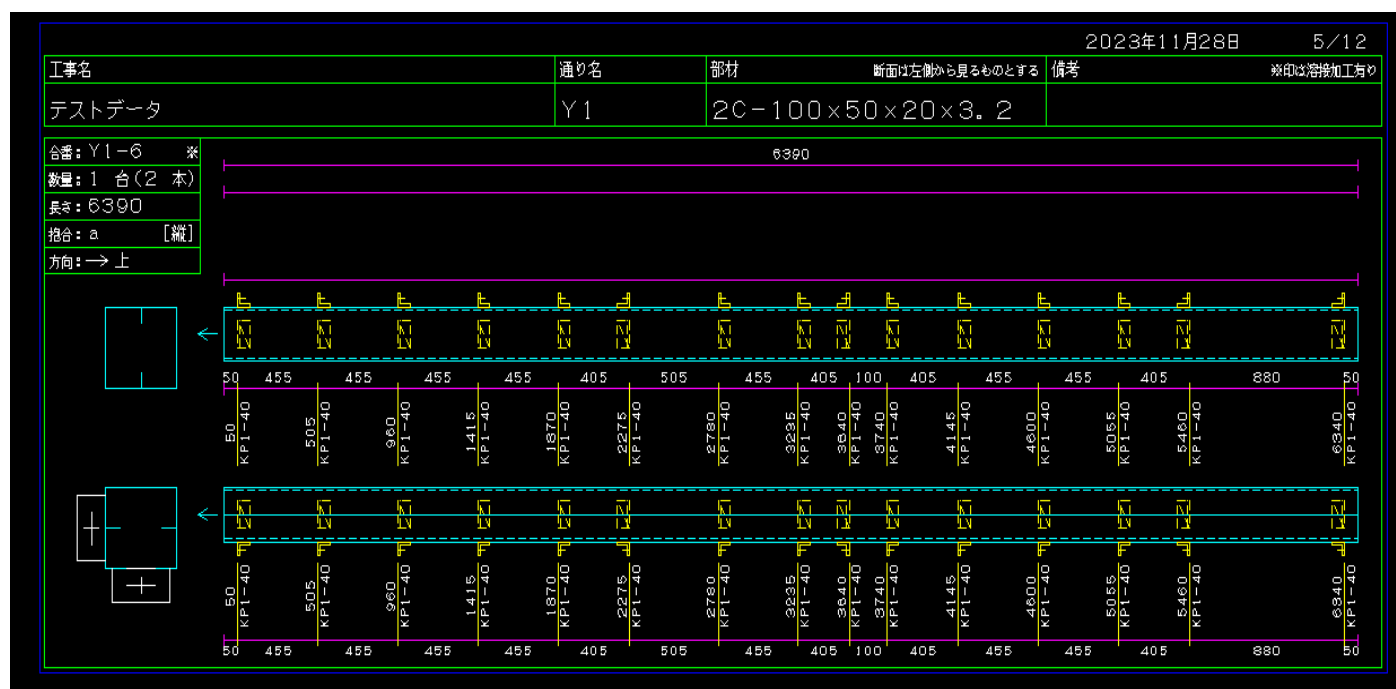 2023年11月28日 5/12
工事名 通り名 部材 断面は左側から見るものとする 備考 ※印は溶接加工有り
テストデータ Y1 2C-100×50×20×3.2
合番:Y1-6 ※
数量:1 台(2 本)
長さ:6390
抱合:a [縦]
方向:→上
6390
50 455 455 455 455 405 505 455 405 100 405 455 455 405 880 50
50 505 960 1415 1870 2275 2780 3235 3640 3740 4145 4600 5055 5460 6340
KP1-40 KP1-40 KP1-40 KP1-40 KP1-40 KP1-40 KP1-40 KP1-40 KP1-40 KP1-40 KP1-40 KP1-40 KP1-40 KP1-40 KP1-40
50 505 960 1415 1870 2275 2780 3235 3640 3740 4145 4600 5055 5460 6340
KP1-40 KP1-40 KP1-40 KP1-40 KP1-40 KP1-40 KP1-40 KP1-40 KP1-40 KP1-40 KP1-40 KP1-40 KP1-40 KP1-40 KP1-40
50 455 455 455 455 405 505 455 405 100 405 455 455 405 880 50